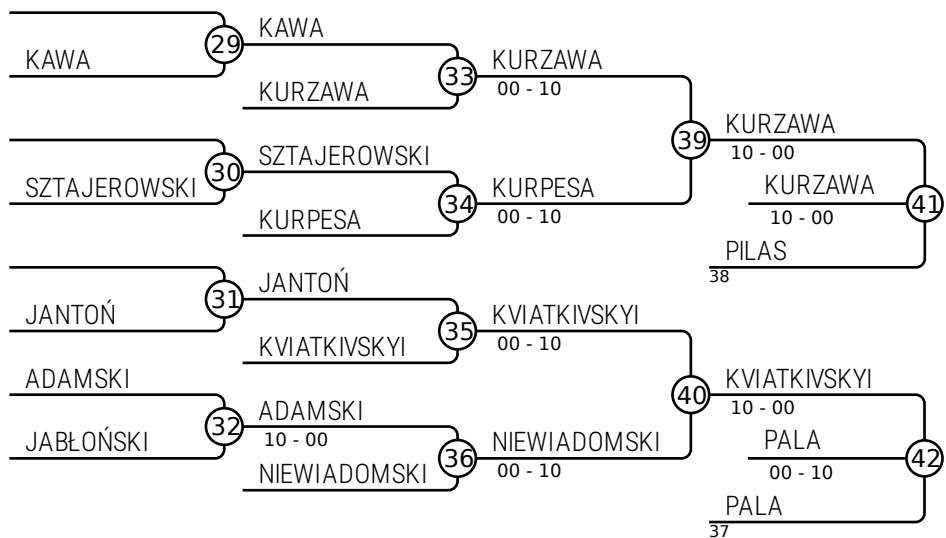 KAWA
29
KAWA
KURZAWA
33
KURZAWA
00 - 10
SZTAJEROWSKI
30
SZTAJEROWSKI
KURPESA
34
KURPESA
00 - 10
39
KURZAWA
10 - 00
KURZAWA
10 - 00
41
PILAS
38
JANTOŃ
31
JANTOŃ
KVIATKIVSKYI
35
KVIATKIVSKYI
00 - 10
ADAMSKI
JABŁOŃSKI
32
ADAMSKI
10 - 00
NIEWIADOMSKI
36
NIEWIADOMSKI
00 - 10
40
KVIATKIVSKYI
10 - 00
PALA
00 - 10
42
PALA
37